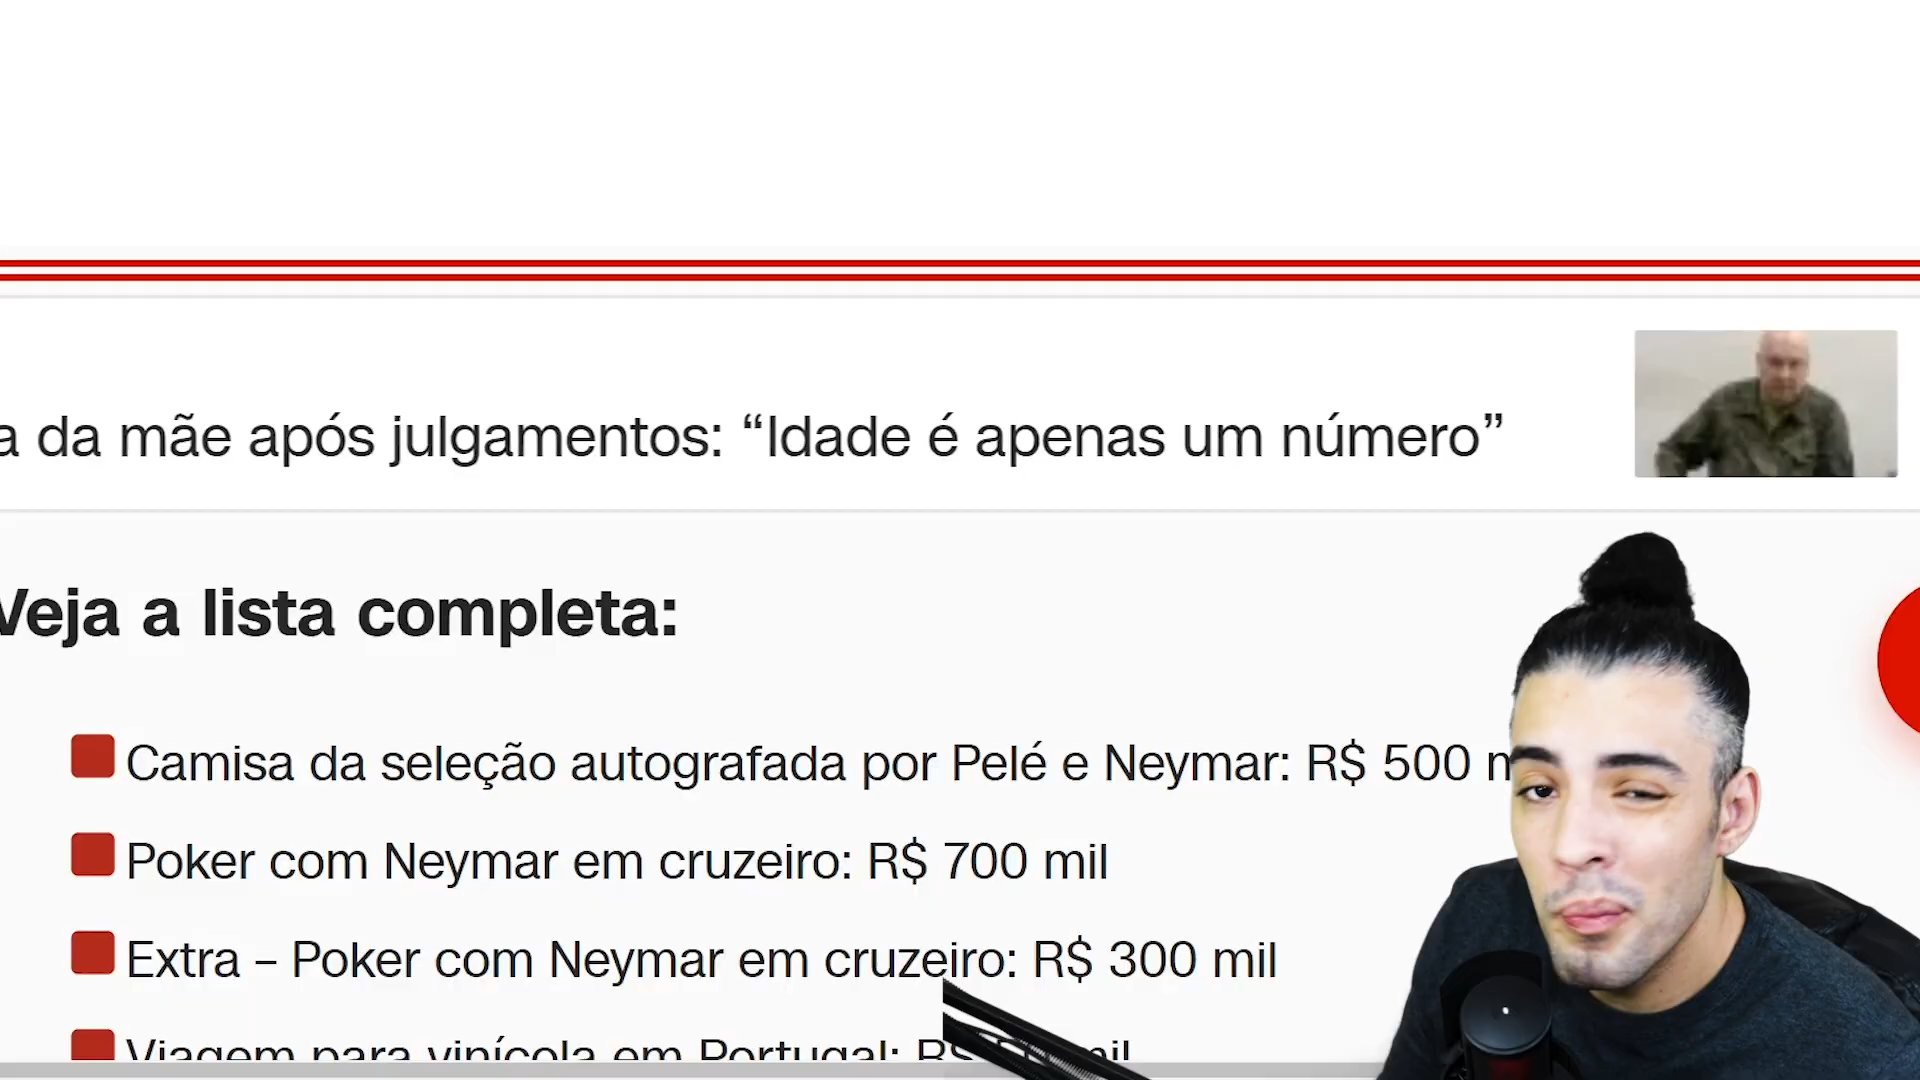 a da mãe após julgamentos: “Idade é apenas um número”
Veja a lista completa:
Camisa da seleção autografada por Pelé e Neymar: R$ 500
Poker com Neymar em cruzeiro: R$ 700 mil
Extra – Poker com Neymar em cruzeiro: R$ 300 mil
Viagem para vinícola em Portugal: R$ mil